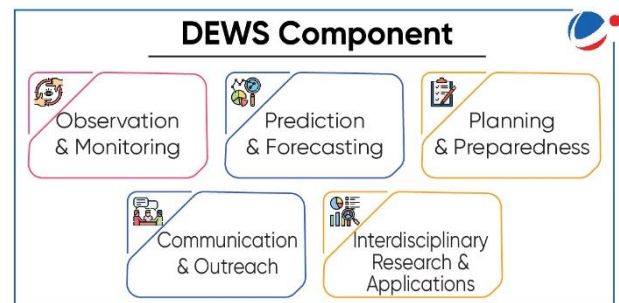 DEWS Component
Observation
& Monitoring
Prediction
& Forecasting
Planning
& Preparedness
Communication
& Outreach
Interdisciplinary
Research &
Applications